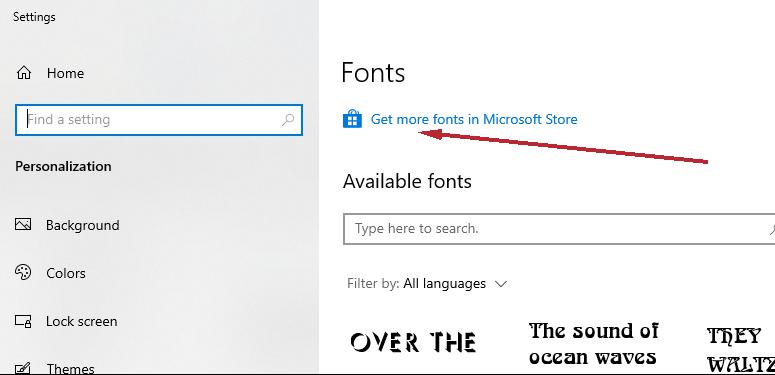 Settings
Home
Find a setting
Personalization
Background
Colors
Lock screen
Themes
Fonts
Get more fonts in Microsoft Store
Available fonts
Type here to search.
Filter by: All languages
OVER THE
The sound of
ocean waves
THEY
WALTZ